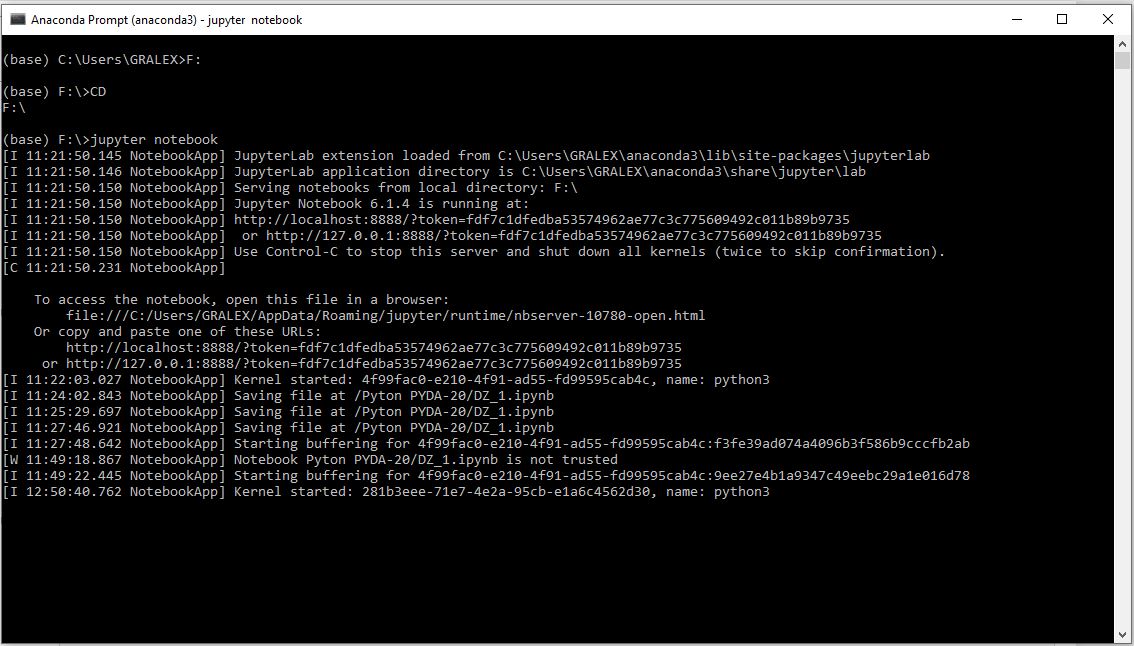 Anaconda Prompt (anaconda3) - jupyter notebook
(base) C:\Users\GRALEX>F:
(base) F:\>CD
F:\
(base) F:\>jupyter notebook
[I 11:21:50.145 NotebookApp] JupyterLab extension loaded from C:\Users\GRALEX\anaconda3\lib\site-packages\jupyterlab
[I 11:21:50.146 NotebookApp] JupyterLab application directory is C:\Users\GRALEX\anaconda3\share\jupyter\lab
[I 11:21:50.150 NotebookApp] Serving notebooks from local directory: F:\
[I 11:21:50.150 NotebookApp] Jupyter Notebook 6.1.4 is running at:
[I 11:21:50.150 NotebookApp] http://localhost:8888/?token=fdf7c1dfedba53574962ae77c3c775609492c011b89b9735
[I 11:21:50.150 NotebookApp]  or http://127.0.0.1:8888/?token=fdf7c1dfedba53574962ae77c3c775609492c011b89b9735
[I 11:21:50.150 NotebookApp] Use Control-C to stop this server and shut down all kernels (twice to skip confirmation).
[C 11:21:50.231 NotebookApp]
To access the notebook, open this file in a browser:
file:///C:/Users/GRALEX/AppData/Roaming/jupyter/runtime/nbserver-10780-open.html
Or copy and paste one of these URLs:
http://localhost:8888/?token=fdf7c1dfedba53574962ae77c3c775609492c011b89b9735
or http://127.0.0.1:8888/?token=fdf7c1dfedba53574962ae77c3c775609492c011b89b9735
[I 11:22:03.027 NotebookApp] Kernel started: 4f99fac0-e210-4f91-ad55-fd99595cab4c, name: python3
[I 11:24:02.843 NotebookApp] Saving file at /Pyton PYDA-20/DZ_1.ipynb
[I 11:25:29.697 NotebookApp] Saving file at /Pyton PYDA-20/DZ_1.ipynb
[I 11:27:46.921 NotebookApp] Saving file at /Pyton PYDA-20/DZ_1.ipynb
[I 11:27:48.642 NotebookApp] Starting buffering for 4f99fac0-e210-4f91-ad55-fd99595cab4c:f3fe39ad074a4096b3f586b9cccfb2ab
[W 11:49:18.867 NotebookApp] Notebook Pyton PYDA-20/DZ_1.ipynb is not trusted
[I 11:49:22.445 NotebookApp] Starting buffering for 4f99fac0-e210-4f91-ad55-fd99595cab4c:9ee27e4b1a9347c49eebc29a1e016d78
[I 12:50:40.762 NotebookApp] Kernel started: 281b3eee-71e7-4e2a-95cb-e1a6c4562d30, name: python3